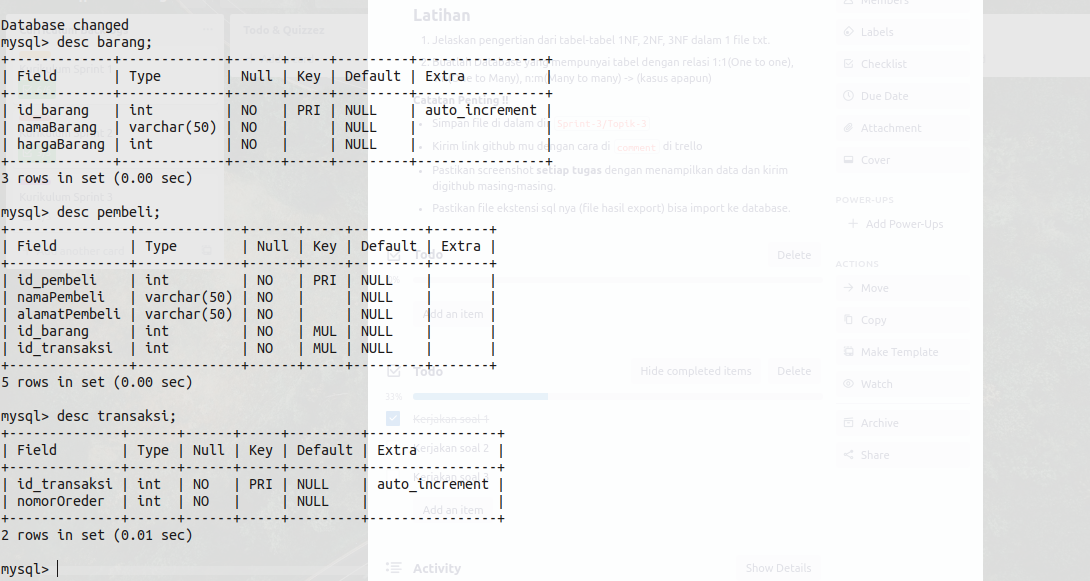 Database changed
mysql> desc barang;
+-------------+-------------+------+-----+---------+----------------+
| Field       | Type        | Null | Key | Default | Extra          |
+-------------+-------------+------+-----+---------+----------------+
| id_barang   | int         | NO   | PRI | NULL    | auto_increment |
| namaBarang  | varchar(50) | NO   |     | NULL    |                |
| hargaBarang | int         | NO   |     | NULL    |                |
+-------------+-------------+------+-----+---------+----------------+
3 rows in set (0.00 sec)
mysql> desc pembeli;
+---------------+-------------+------+-----+---------+-------+
| Field         | Type        | Null | Key | Default | Extra |
+---------------+-------------+------+-----+---------+-------+
| id_pembeli    | int         | NO   | PRI | NULL    |       |
| namaPembeli   | varchar(50) | NO   |     | NULL    |       |
| alamatPembeli | varchar(50) | NO   |     | NULL    |       |
| id_barang     | int         | NO   | MUL | NULL    |       |
| id_transaksi  | int         | NO   | MUL | NULL    |       |
+---------------+-------------+------+-----+---------+-------+
5 rows in set (0.00 sec)
mysql> desc transaksi;
+--------------+------+------+-----+---------+----------------+
| Field        | Type | Null | Key | Default | Extra          |
+--------------+------+------+-----+---------+----------------+
| id_transaksi | int  | NO   | PRI | NULL    | auto_increment |
| nomorOreder  | int  | NO   |     | NULL    |                |
+--------------+------+------+-----+---------+----------------+
2 rows in set (0.01 sec)
mysql>
Todo & Quizzes
Latihan
1. Jelaskan pengertian dari tabel-tabel 1NF, 2NF, 3NF dalam 1 file txt.
2. Buatlah Database yang mempunyai tabel dengan relasi 1:1(One to one),
to Many), n:m(Many to many) -> (kasus apapun)
Catatan Penting !!
Simpan file di dalam dir Sprint-3/Topik-3
Kirim link github mu dengan cara di comment di trello
Pastikan screenshot setiap tugas dengan menampilkan data dan kirim
digithub masing-masing.
Pastikan file ekstensi sql nya (file hasil export) bisa import ke database.
Todo
Delete
Add an item
Todo
Hide completed items
Delete
33%
Kerjakan soal 1
Kerjakan soal 2
Add an item
Activity
Show Details
Members
Labels
Checklist
Due Date
Attachment
Cover
POWER-UPS
+ Add Power-Ups
ACTIONS
Move
Copy
Make Template
Watch
Archive
Share